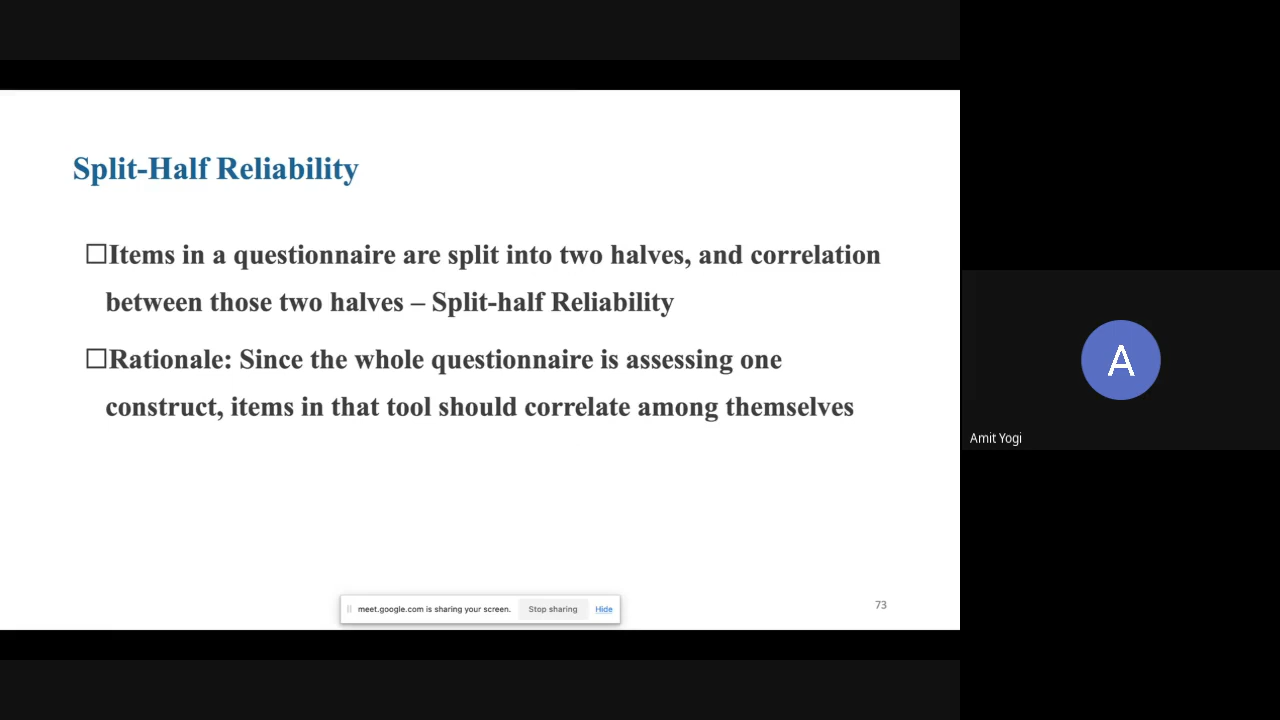 Split-Half Reliability
☐Items in a questionnaire are split into two halves, and correlation
between those two halves – Split-half Reliability
☐Rationale: Since the whole questionnaire is assessing one
construct, items in that tool should correlate among themselves
meet.google.com is sharing your screen. Stop sharing Hide
73
A
Amit Yogi